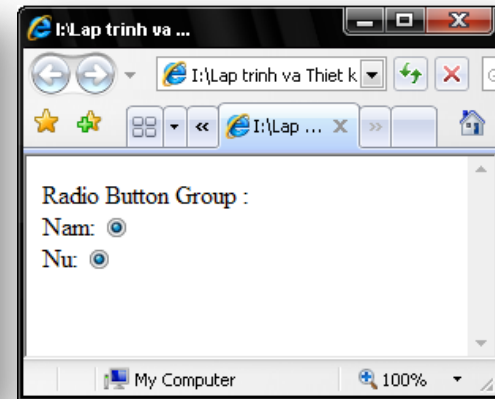 I:\Lap trinh va ...
I:\Lap trinh va Thiet k
I:\Lap ...
Radio Button Group :
Nam:
Nu:
My Computer
100%